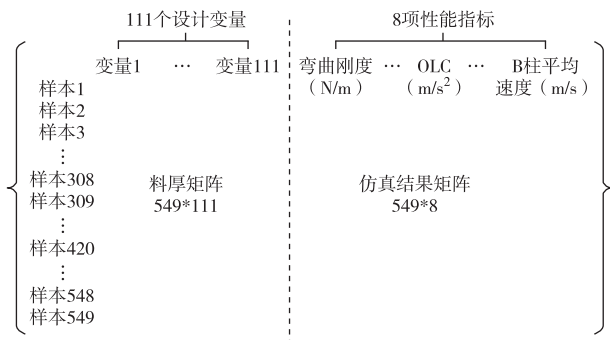 111个设计变量 8项性能指标
变量1 … 变量111 弯曲刚度 … OLC … B柱平均
(N/m) (m/s²) 速度(m/s)
样本1
样本2
样本3
⋮
样本308 料厚矩阵 仿真结果矩阵
样本309 549*111 549*8
⋮
样本420
⋮
样本548
样本549